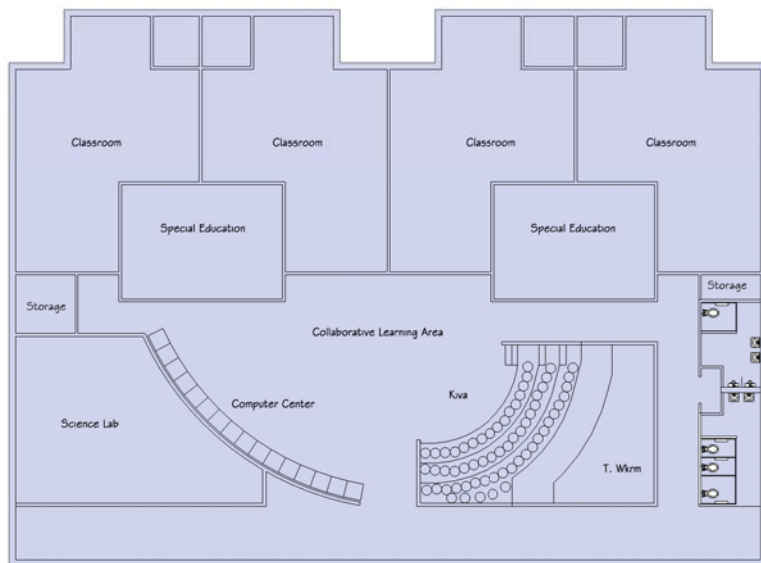 Classroom
Classroom
Classroom
Classroom
Special Education
Special Education
Storage
Storage
Collaborative Learning Area
Computer Center
Kiva
Science Lab
T. Wkrm